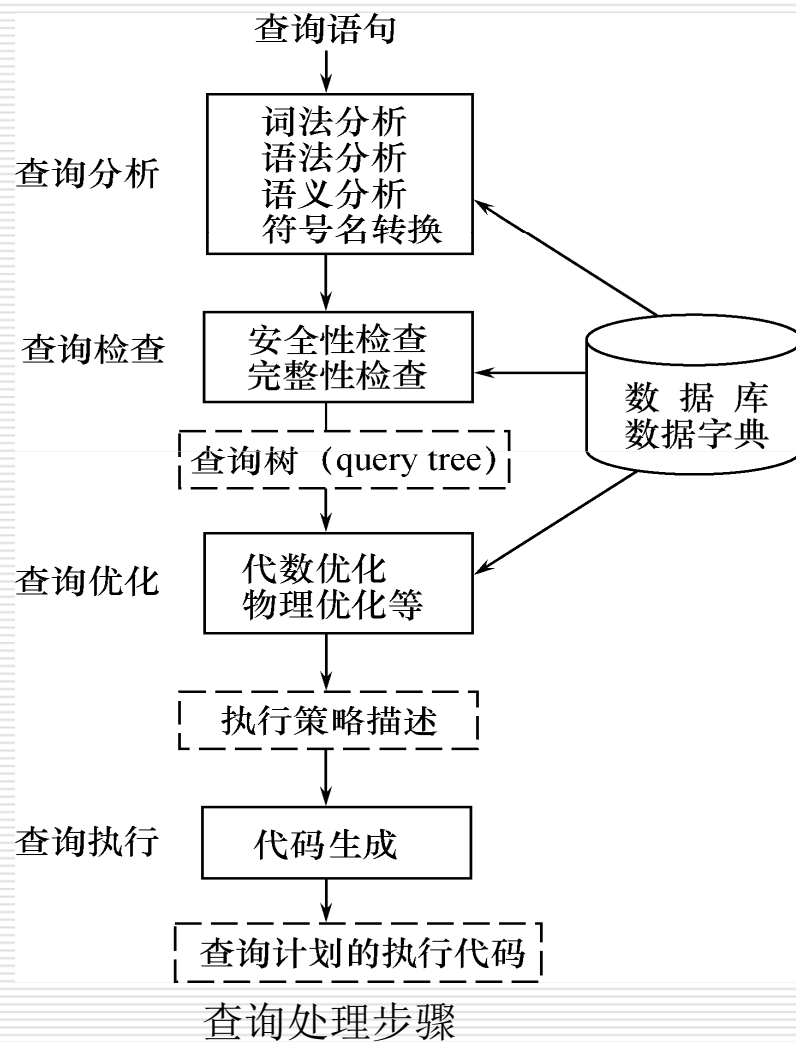 查询语句
查询分析
词法分析
语法分析
语义分析
符号名转换
查询检查
安全性检查
完整性检查
数 据 库
数据字典
查询树（query tree）
查询优化
代数优化
物理优化等
执行策略描述
查询执行
代码生成
查询计划的执行代码
查询处理步骤